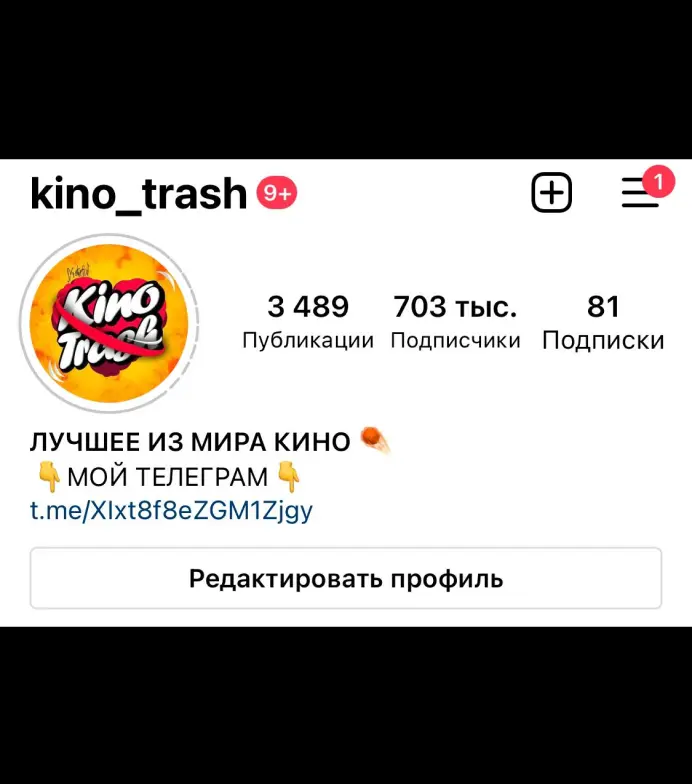 kino_trash 9+ 1
Kino
Trash
3 489 703 тыс. 81
Публикации Подписчики Подписки
ЛУЧШЕЕ ИЗ МИРА КИНО
МОЙ ТЕЛЕГРАМ
t.me/XIxt8f8eZGM1Zjgy
Редактировать профиль